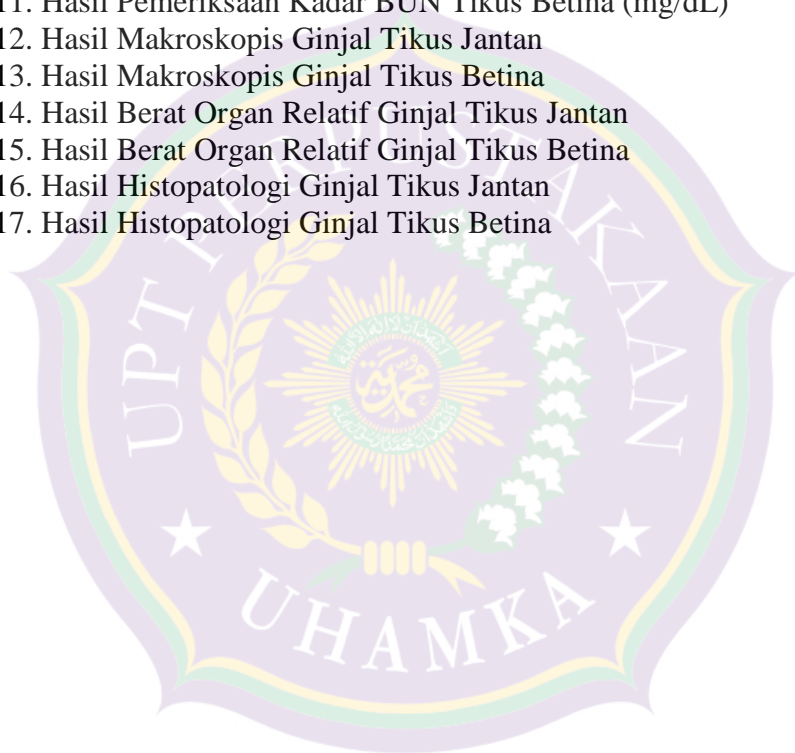 11. Hasil Pemeriksaan Kadar BUN Tikus Betina (mg/dL)
12. Hasil Makroskopis Ginjal Tikus Jantan
13. Hasil Makroskopis Ginjal Tikus Betina
14. Hasil Berat Organ Relatif Ginjal Tikus Jantan
15. Hasil Berat Organ Relatif Ginjal Tikus Betina
16. Hasil Histopatologi Ginjal Tikus Jantan
17. Hasil Histopatologi Ginjal Tikus Betina
UPT PERPUSTAKAAN
UHAMKA